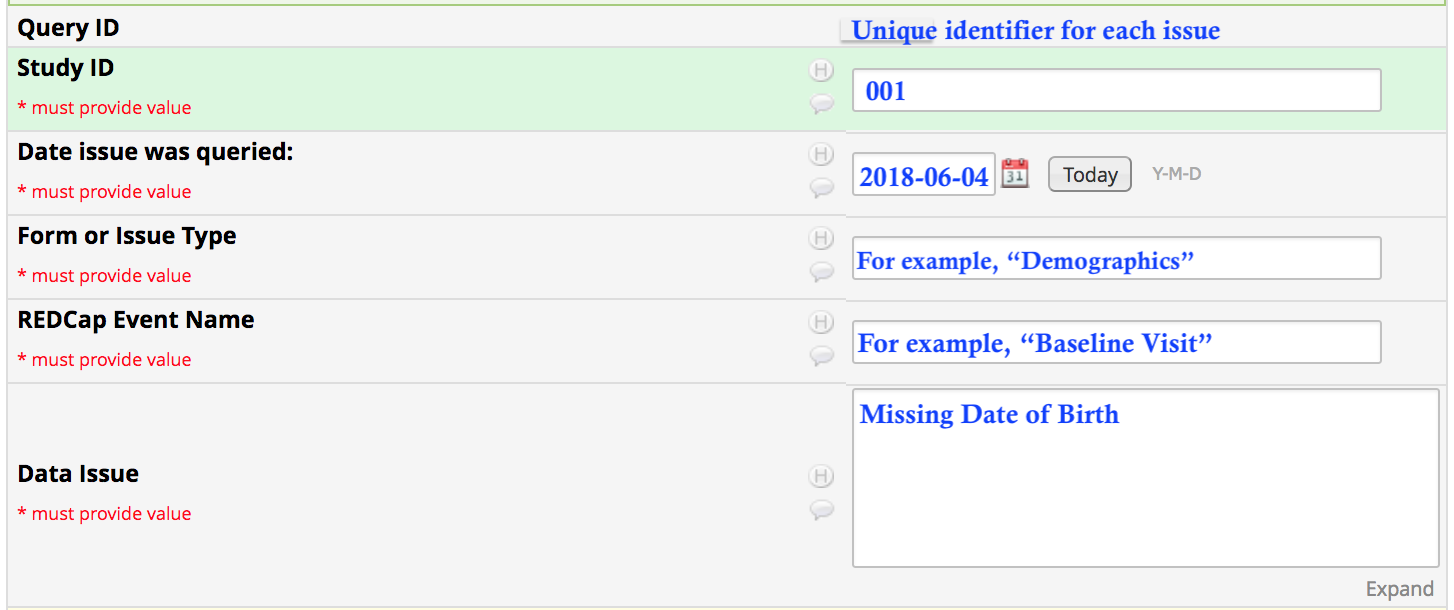 Query ID Unique identifier for each issue
Study ID
* must provide value
H
001
Date issue was queried:
* must provide value
H
2018-06-04 31 Today Y-M-D
Form or Issue Type
* must provide value
H
For example, “Demographics”
REDCap Event Name
* must provide value
H
For example, “Baseline Visit”
Data Issue
* must provide value
H
Missing Date of Birth
Expand